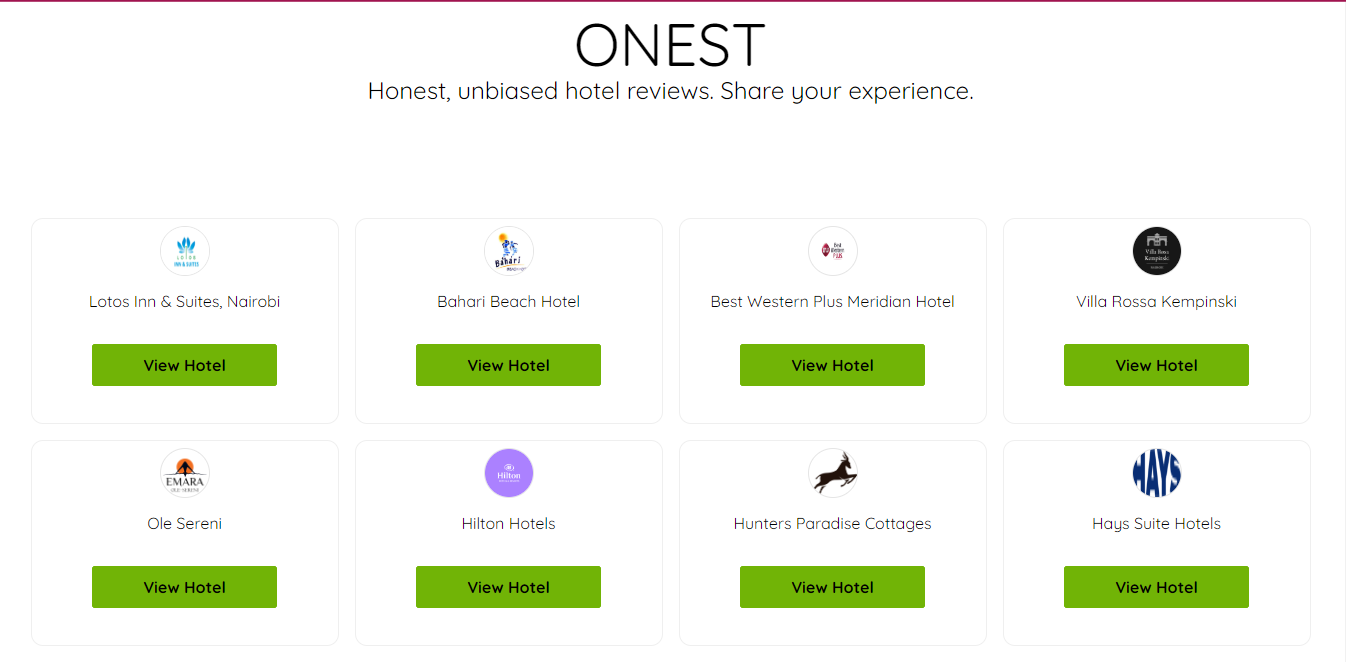 ONEST
Honest, unbiased hotel reviews. Share your experience.
LOTOS
INN & SUITES
Lotos Inn & Suites, Nairobi
View Hotel
Bahari
Bahari Beach Hotel
View Hotel
Best
Western
PLUS
Best Western Plus Meridian Hotel
View Hotel
Villa Rosa
Kempinski
Villa Rossa Kempinski
View Hotel
EMARA
OLE-SERENI
Ole Sereni
View Hotel
Hilton
Hilton Hotels
View Hotel
Hunters Paradise Cottages
View Hotel
HAYS
Hays Suite Hotels
View Hotel